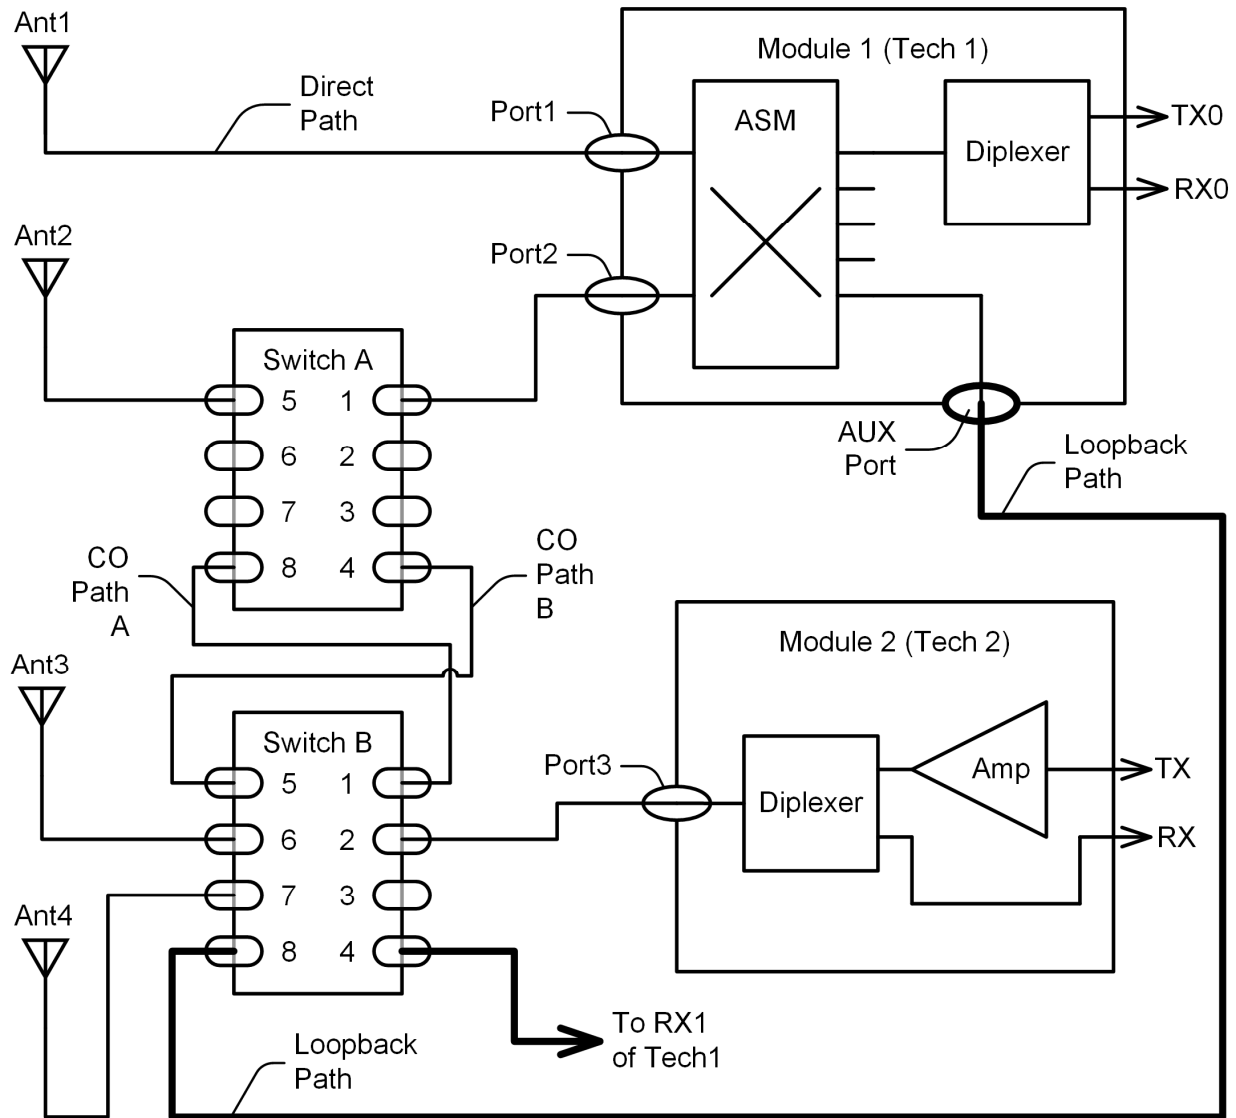 Ant1
Module 1 (Tech 1)
Direct
Path
Port1
ASM
TX0
Diplexer
RX0
Ant2
Port2
Switch A
5 1
6 2
7 3
8 4
AUX
Port
Loopback
Path
CO
Path
A
CO
Path
B
Module 2 (Tech 2)
Ant3
Switch B
5 1
6 2
7 3
8 4
Port3
Diplexer
Amp
TX
RX
Ant4
To RX1
of Tech1
Loopback
Path